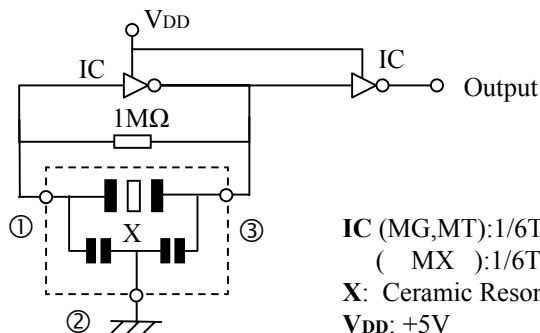 VDD
IC
IC
Output
1MΩ
X
①
③
②
IC (MG,MT):1/6T
( MX ):1/6T
X: Ceramic Reson
VDD: +5V